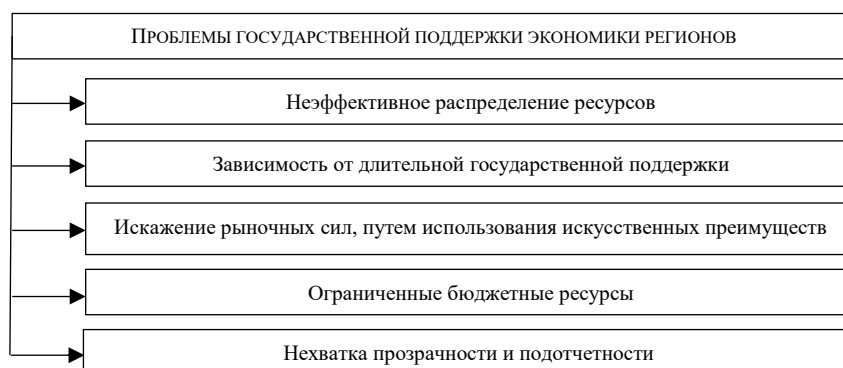 ПРОБЛЕМЫ ГОСУДАРСТВЕННОЙ ПОДДЕРЖКИ ЭКОНОМИКИ РЕГИОНОВ
Неэффективное распределение ресурсов
Зависимость от длительной государственной поддержки
Искажение рыночных сил, путем использования искусственных преимуществ
Ограниченные бюджетные ресурсы
Нехватка прозрачности и подотчетности